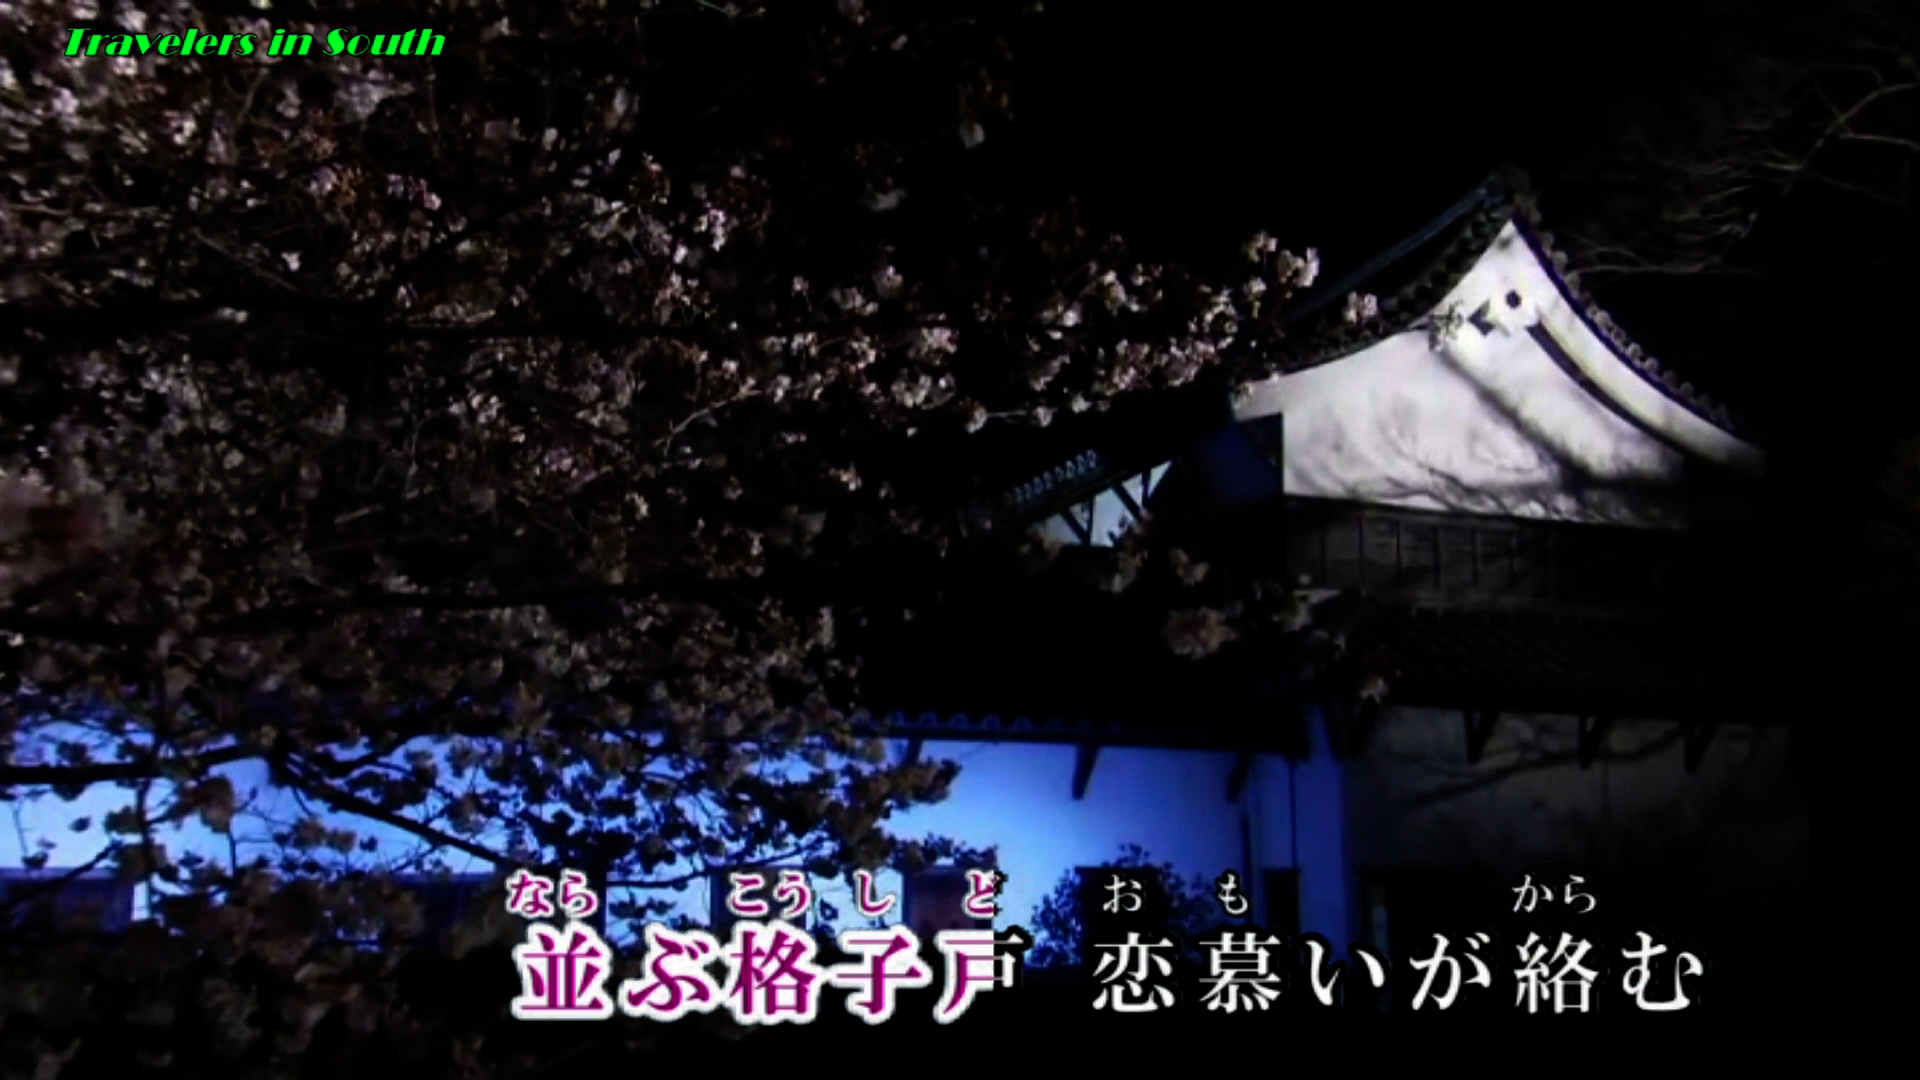 Travelers in South
なら こうしど おも から
並ぶ格子戸 恋慕いが絡む